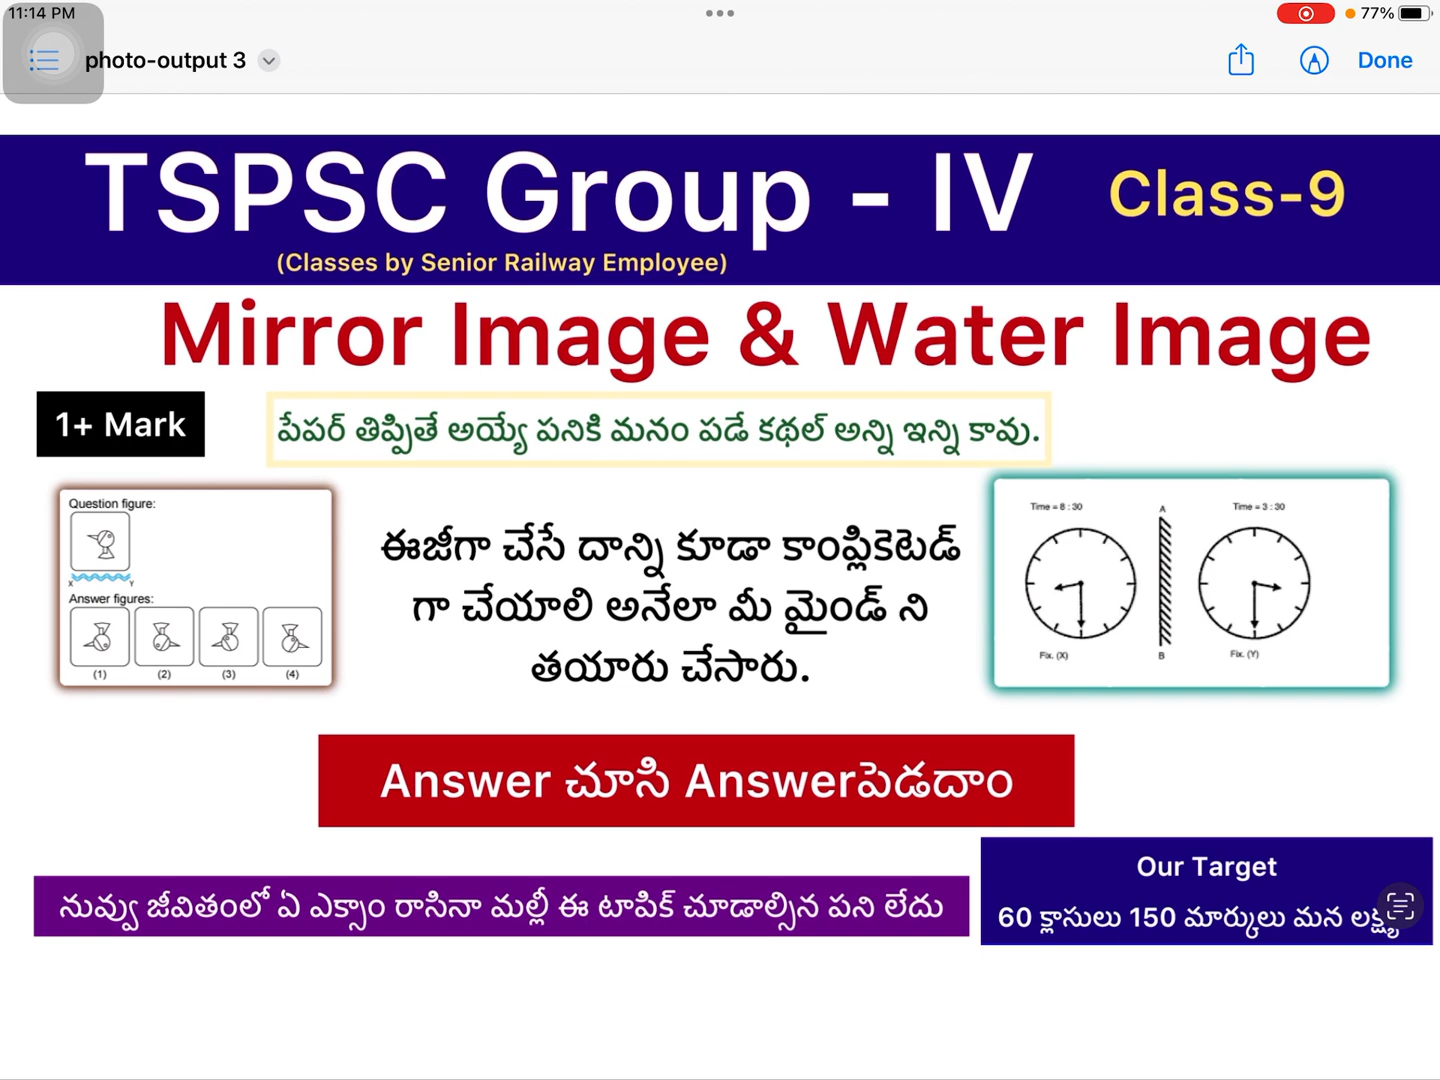 11:14 PM
77%
photo-output 3
Done
TSPSC Group - IV
Class-9
(Classes by Senior Railway Employee)
Mirror Image & Water Image
1+ Mark
పేపర్ తిప్పితే అయ్యే పనికి మనం పడే కథల్ అన్ని ఇన్ని కావు.
Question figure:
X
Y
Answer figures:
(1)
(2)
(3)
(4)
ఈజీగా చేసే దాన్ని కూడా కాంప్లికెటెడ్
గా చేయాలి అనేలా మీ మైండ్ ని
తయారు చేసారు.
Time = 8 : 30
A
Time = 3 : 30
Fix. (X)
B
Fix. (Y)
Answer చూసి Answerపెడదాం
నువ్వు జీవితంలో ఏ ఎక్సాం రాసినా మల్లీ ఈ టాపిక్ చూడాల్సిన పని లేదు
Our Target
60 క్లాసులు 150 మార్కులు మన లక్ష్య